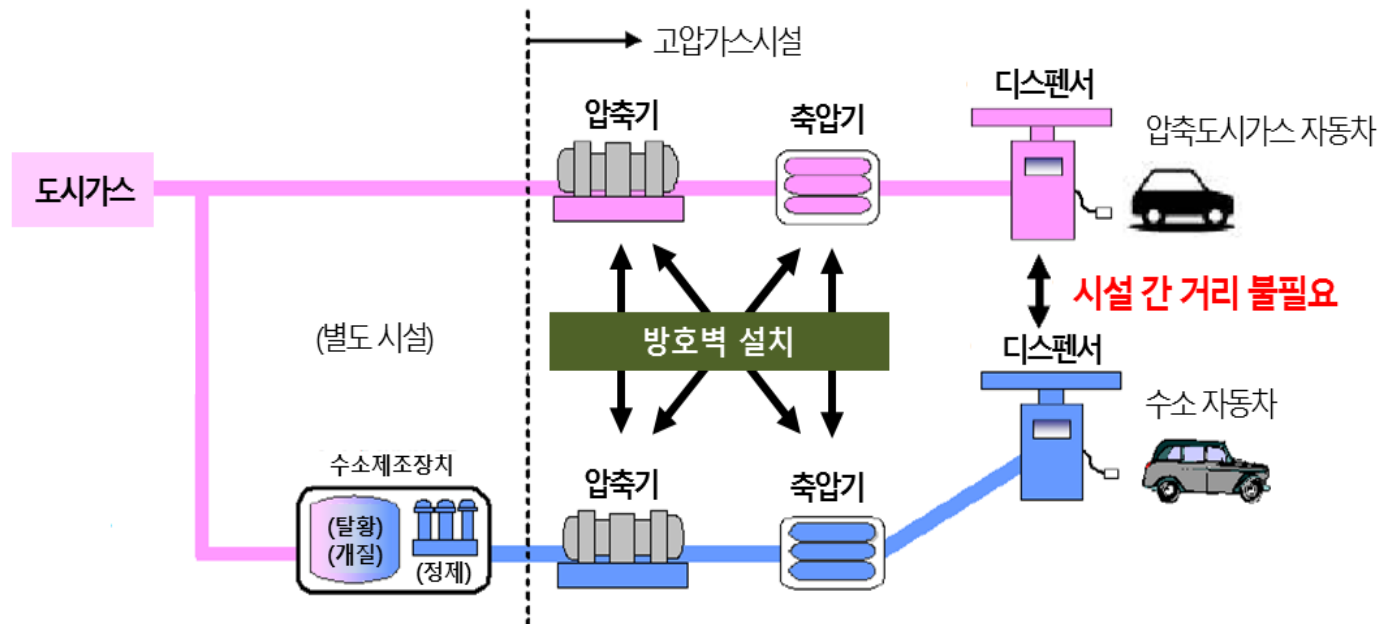 고압가스시설
디스펜서
압축기
축압기
압축도시가스 자동차
도시가스
시설 간 거리 불필요
(별도 시설)
방호벽 설치
디스펜서
수소 자동차
수소제조장치
압축기
축압기
(탈황)
(개질)
(정제)